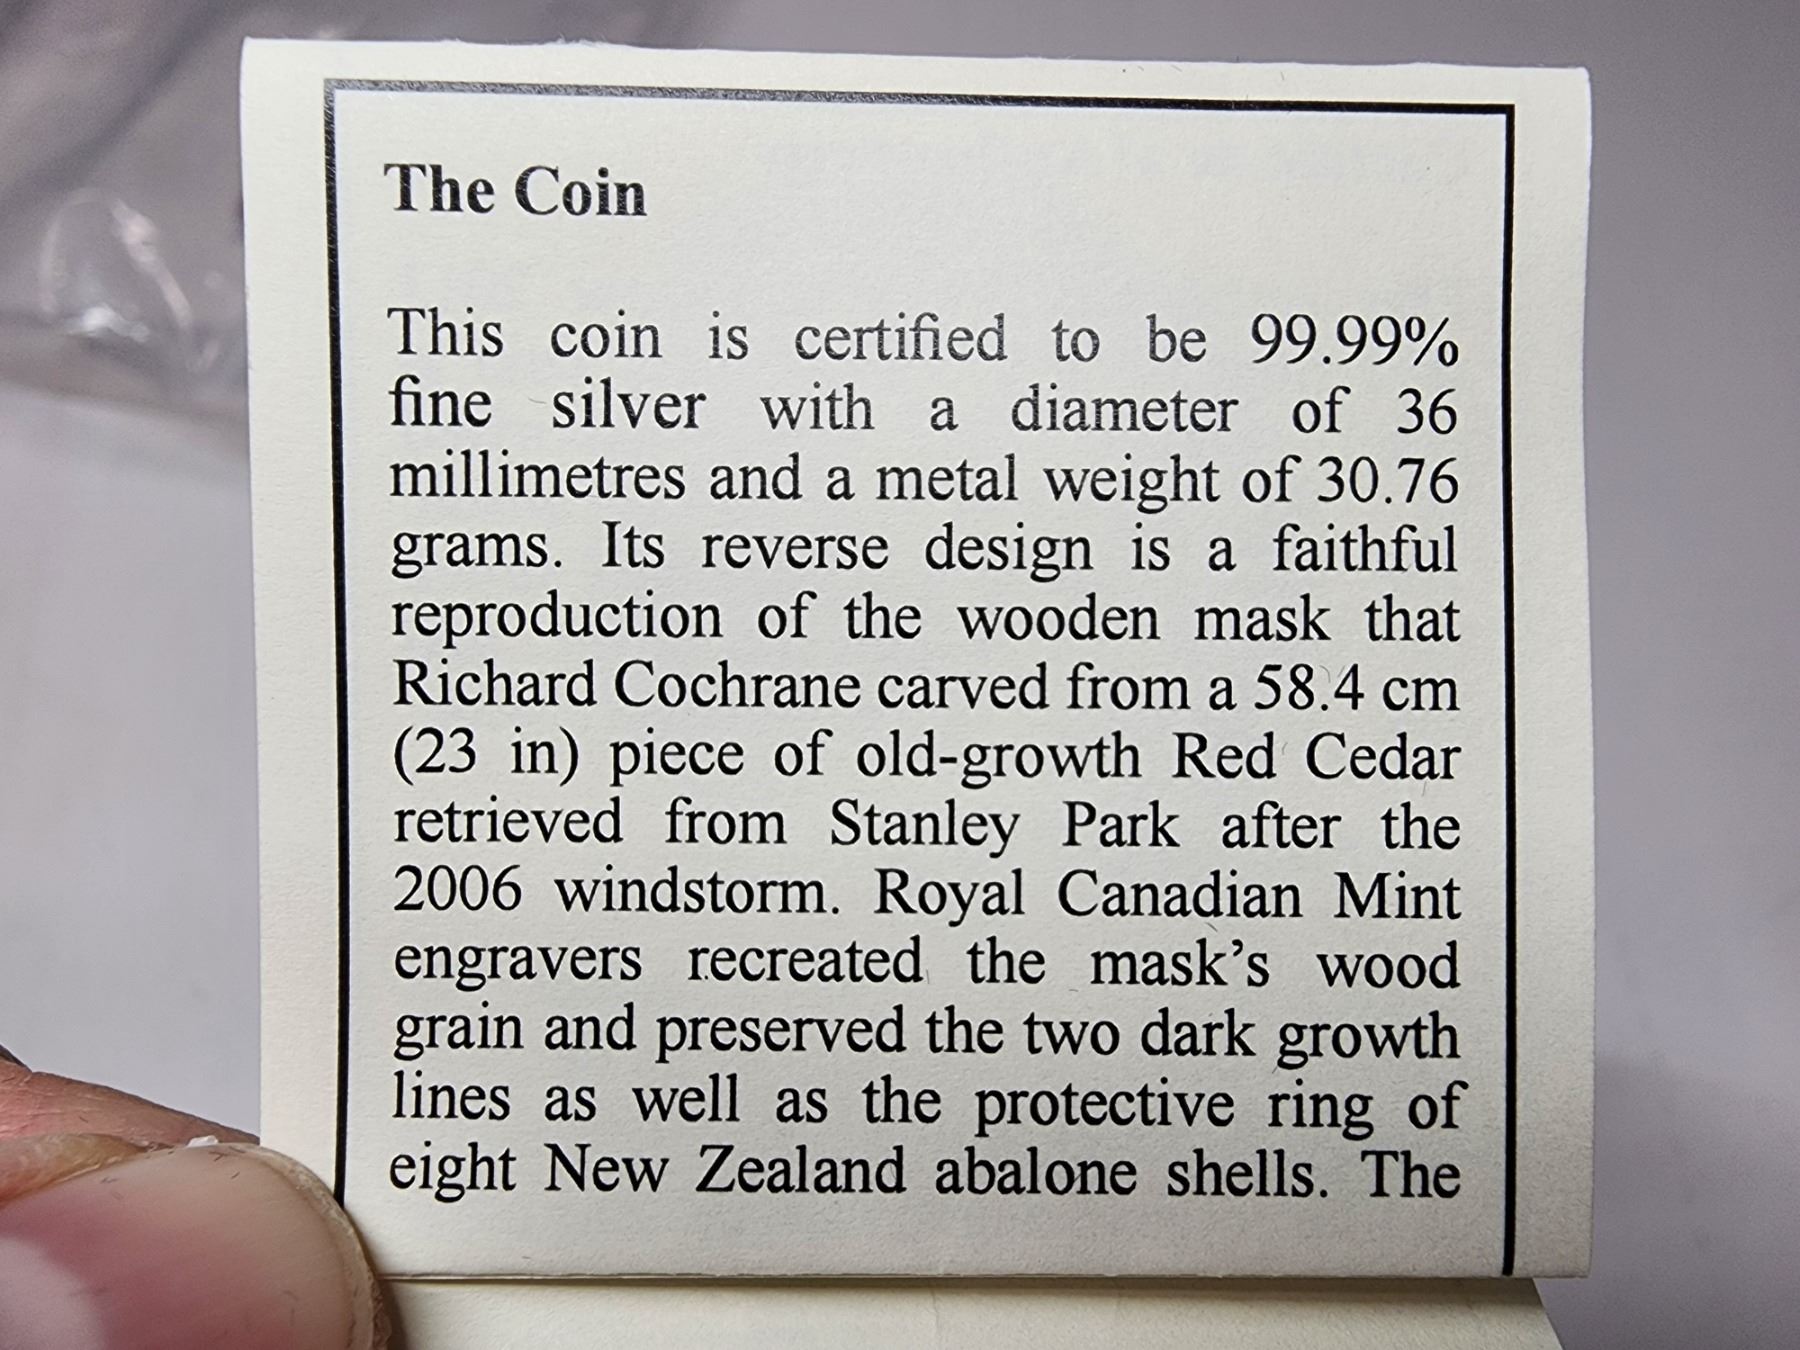 The Coin
This coin is certified to be 99.99%
fine silver with a diameter of 36
millimetres and a metal weight of 30.76
grams. Its reverse design is a faithful
reproduction of the wooden mask that
Richard Cochrane carved from a 58.4 cm
(23 in) piece of old-growth Red Cedar
retrieved from Stanley Park after the
2006 windstorm. Royal Canadian Mint
engravers recreated the mask’s wood
grain and preserved the two dark growth
lines as well as the protective ring of
eight New Zealand abalone shells. The